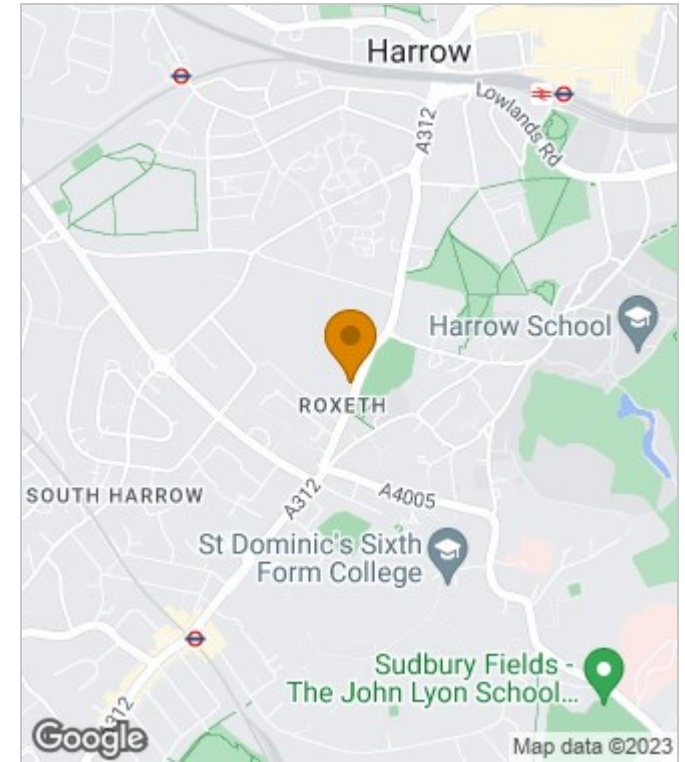 Harrow
Lowlands Rd
A312
Harrow School
ROXETH
SOUTH HARROW
A312
A4005
St Dominic's Sixth
Form College
Sudbury Fields -
The John Lyon School...
A312
Google
Map data ©2023